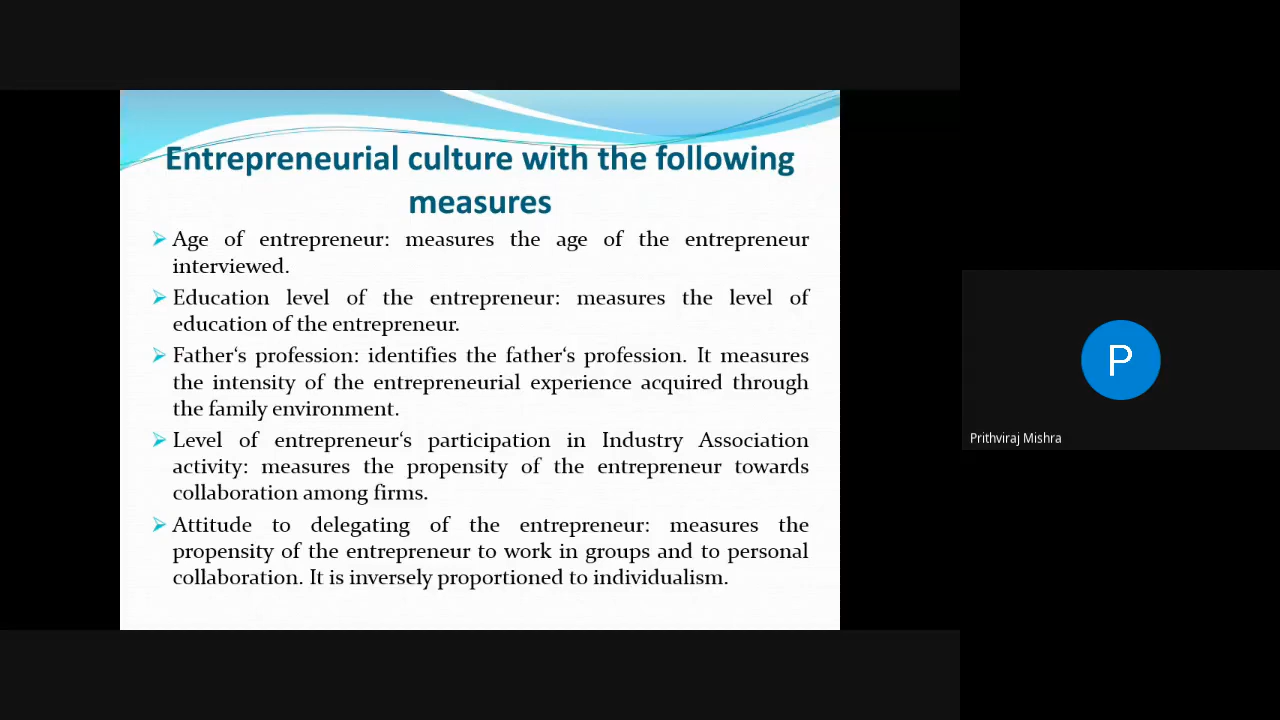 Entrepreneurial culture with the following
measures
➢ Age of entrepreneur: measures the age of the entrepreneur
interviewed.
➢ Education level of the entrepreneur: measures the level of
education of the entrepreneur.
➢ Father‘s profession: identifies the father‘s profession. It measures
the intensity of the entrepreneurial experience acquired through
the family environment.
➢ Level of entrepreneur‘s participation in Industry Association
activity: measures the propensity of the entrepreneur towards
collaboration among firms.
➢ Attitude to delegating of the entrepreneur: measures the
propensity of the entrepreneur to work in groups and to personal
collaboration. It is inversely proportioned to individualism.
P
Prithviraj Mishra